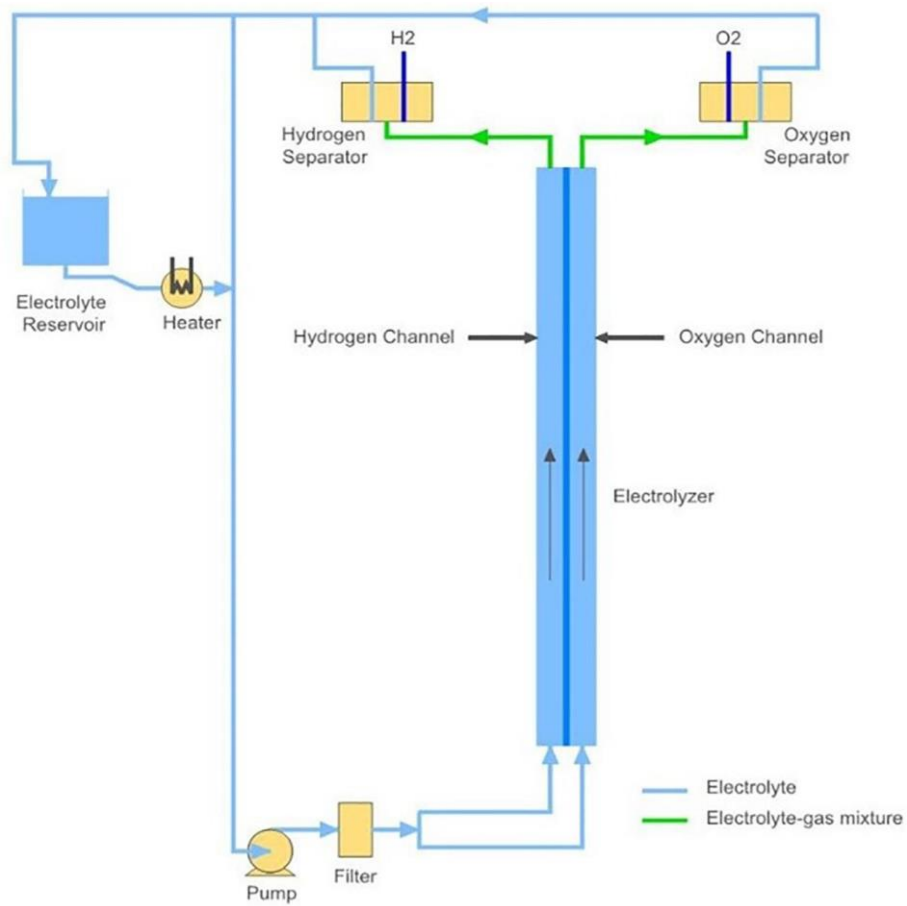 H2
O2
Hydrogen
Separator
Oxygen
Separator
Electrolyte
Reservoir
Heater
Hydrogen Channel
Oxygen Channel
Electrolyzer
Electrolyte
Electrolyte-gas mixture
Filter
Pump